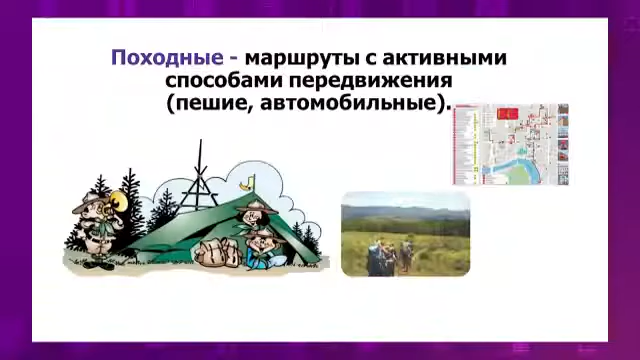 Походные - маршруты с активными
способами передвижения
(пешие, автомобильные).